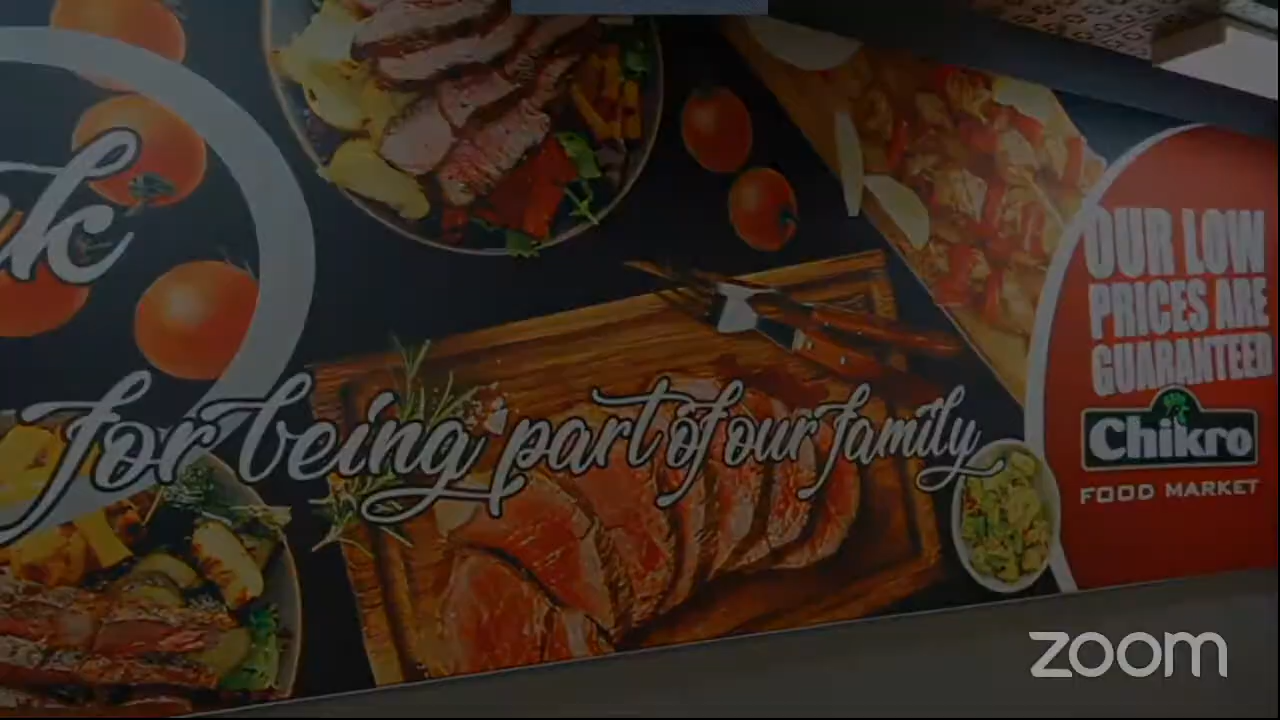 for being part of our family
OUR LOW
PRICES ARE
GUARANTEED
Chikro
FOOD MARKET
zoom